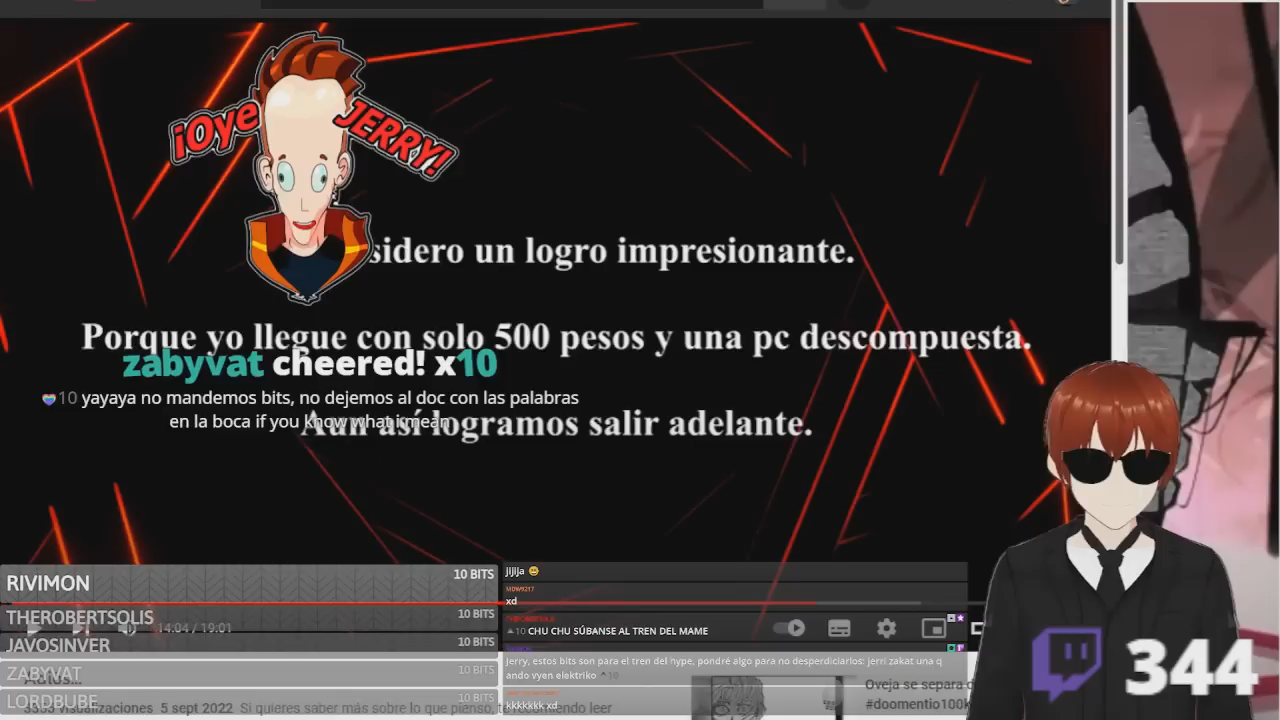 ¡Oye JERRY!
sidero un logro impresionante.
Porque yo llegue con solo 500 pesos y una pc descompuesta.
zabyvat cheered! x10
10 yayaya no mandemos bits, no dejemos al doc con las palabras
en la boca if you know what i mean
Aun así logramos salir adelante.
RIVIMON 10 BITS
THEROBERTSOLIS 10 BITS
JAVOSINVER 10 BITS
ZABYVAT 10 BITS
LORDBUBE 10 BITS
14:04 / 19:01
visualizaciones 5 sept 2022 Si quieres saber más sobre lo que pienso, te recomiendo leer
jijija
xd
10 CHU CHU SÚBANSE AL TREN DEL MAME
Jerry, estos bits son para el tren del hype, pondré algo para no desperdiciarlos: jerri zakat una q
ando vyen elektriko 10
kkkkkkk xd
Oveja se separa d
#doomentio100k
344